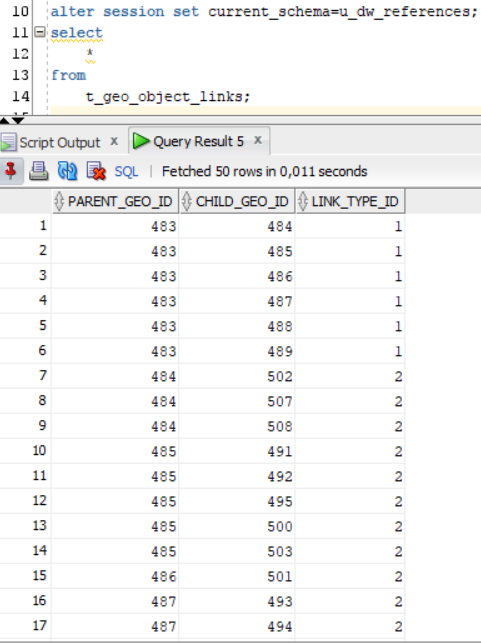 10 alter session set current_schema=u_dw_references;
11 select
12 *
13 from
14 t_geo_object_links;
Script Output x Query Result 5 x
SQL | Fetched 50 rows in 0,011 seconds
PARENT_GEO_ID CHILD_GEO_ID LINK_TYPE_ID
1 483 484 1
2 483 485 1
3 483 486 1
4 483 487 1
5 483 488 1
6 483 489 1
7 484 502 2
8 484 507 2
9 484 508 2
10 485 491 2
11 485 492 2
12 485 495 2
13 485 500 2
14 485 503 2
15 486 501 2
16 487 493 2
17 487 494 2